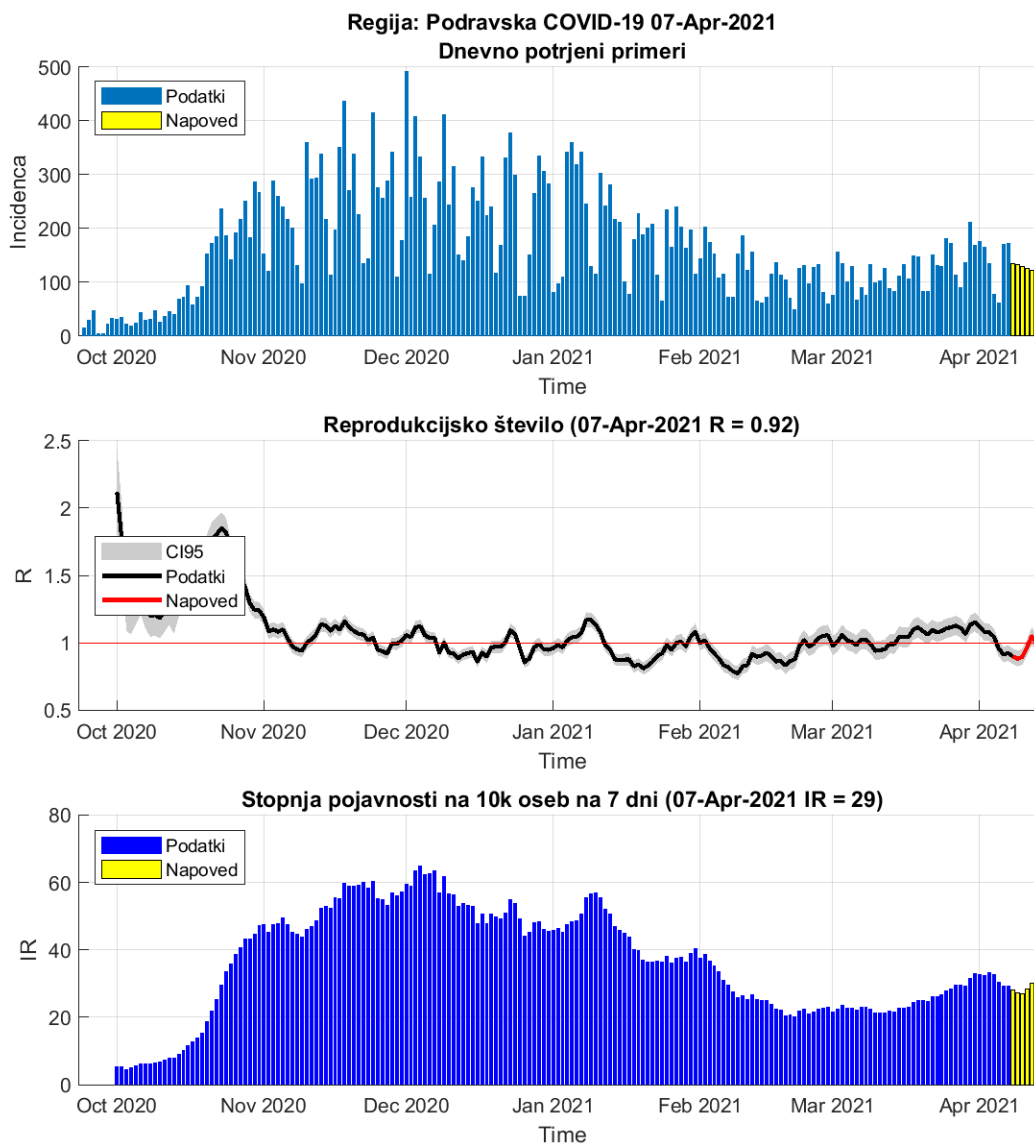 Regija: Podravska COVID-19 07-Apr-2021
Dnevno potrjeni primeri
500
400
300
200
100
0
Incidenca
Podatki
Napoved
Oct 2020 Nov 2020 Dec 2020 Jan 2021 Feb 2021 Mar 2021 Apr 2021
Time
Reprodukcijsko število (07-Apr-2021 R = 0.92)
2.5
2
1.5
1
0.5
R
CI95
Podatki
Napoved
Oct 2020 Nov 2020 Dec 2020 Jan 2021 Feb 2021 Mar 2021 Apr 2021
Time
Stopnja pojavnosti na 10k oseb na 7 dni (07-Apr-2021 IR = 29)
80
60
40
20
0
IR
Podatki
Napoved
Oct 2020 Nov 2020 Dec 2020 Jan 2021 Feb 2021 Mar 2021 Apr 2021
Time